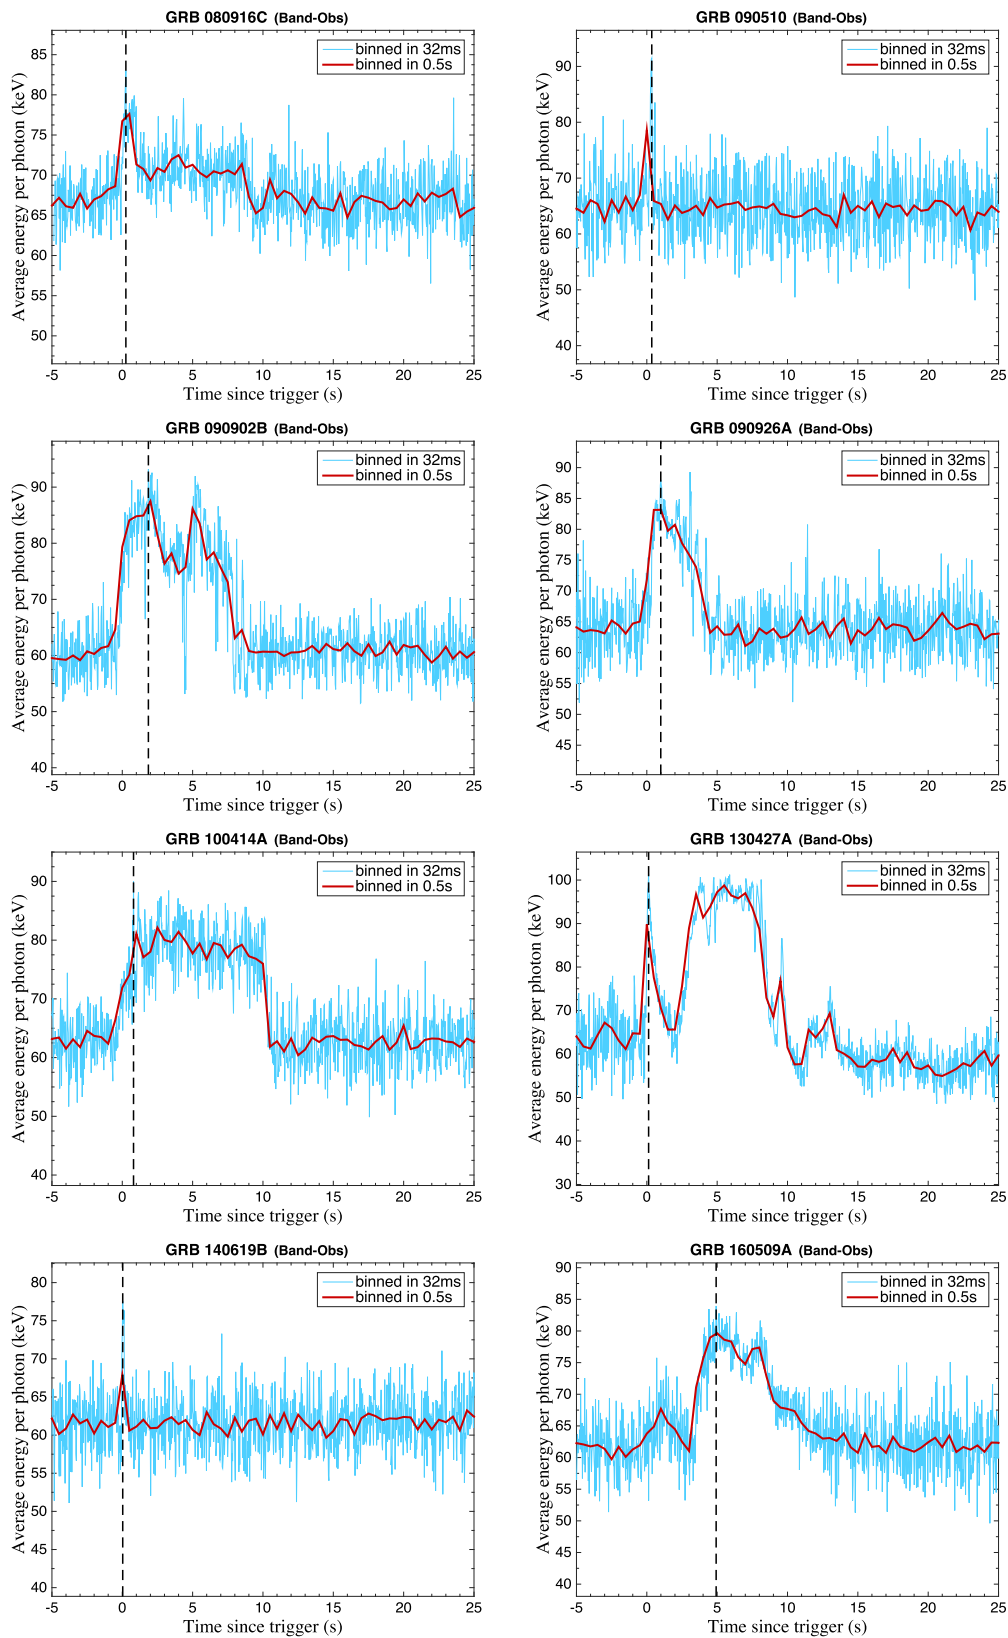 GRB 080916C (Band-Obs)
Average energy per photon (keV)
85
80
75
70
65
60
55
50
binned in 32ms
binned in 0.5s
-5 0 5 10 15 20 25
Time since trigger (s)
GRB 090510 (Band-Obs)
Average energy per photon (keV)
90
80
70
60
50
40
binned in 32ms
binned in 0.5s
-5 0 5 10 15 20 25
Time since trigger (s)
GRB 090902B (Band-Obs)
Average energy per photon (keV)
90
80
70
60
50
40
binned in 32ms
binned in 0.5s
-5 0 5 10 15 20 25
Time since trigger (s)
GRB 090926A (Band-Obs)
Average energy per photon (keV)
90
85
80
75
70
65
60
55
50
45
binned in 32ms
binned in 0.5s
-5 0 5 10 15 20 25
Time since trigger (s)
GRB 100414A (Band-Obs)
Average energy per photon (keV)
90
80
70
60
50
40
binned in 32ms
binned in 0.5s
-5 0 5 10 15 20 25
Time since trigger (s)
GRB 130427A (Band-Obs)
Average energy per photon (keV)
100
90
80
70
60
50
40
30
binned in 32ms
binned in 0.5s
-5 0 5 10 15 20 25
Time since trigger (s)
GRB 140619B (Band-Obs)
Average energy per photon (keV)
80
75
70
65
60
55
50
45
40
binned in 32ms
binned in 0.5s
-5 0 5 10 15 20 25
Time since trigger (s)
GRB 160509A (Band-Obs)
Average energy per photon (keV)
90
85
80
75
70
65
60
55
50
45
40
binned in 32ms
binned in 0.5s
-5 0 5 10 15 20 25
Time since trigger (s)